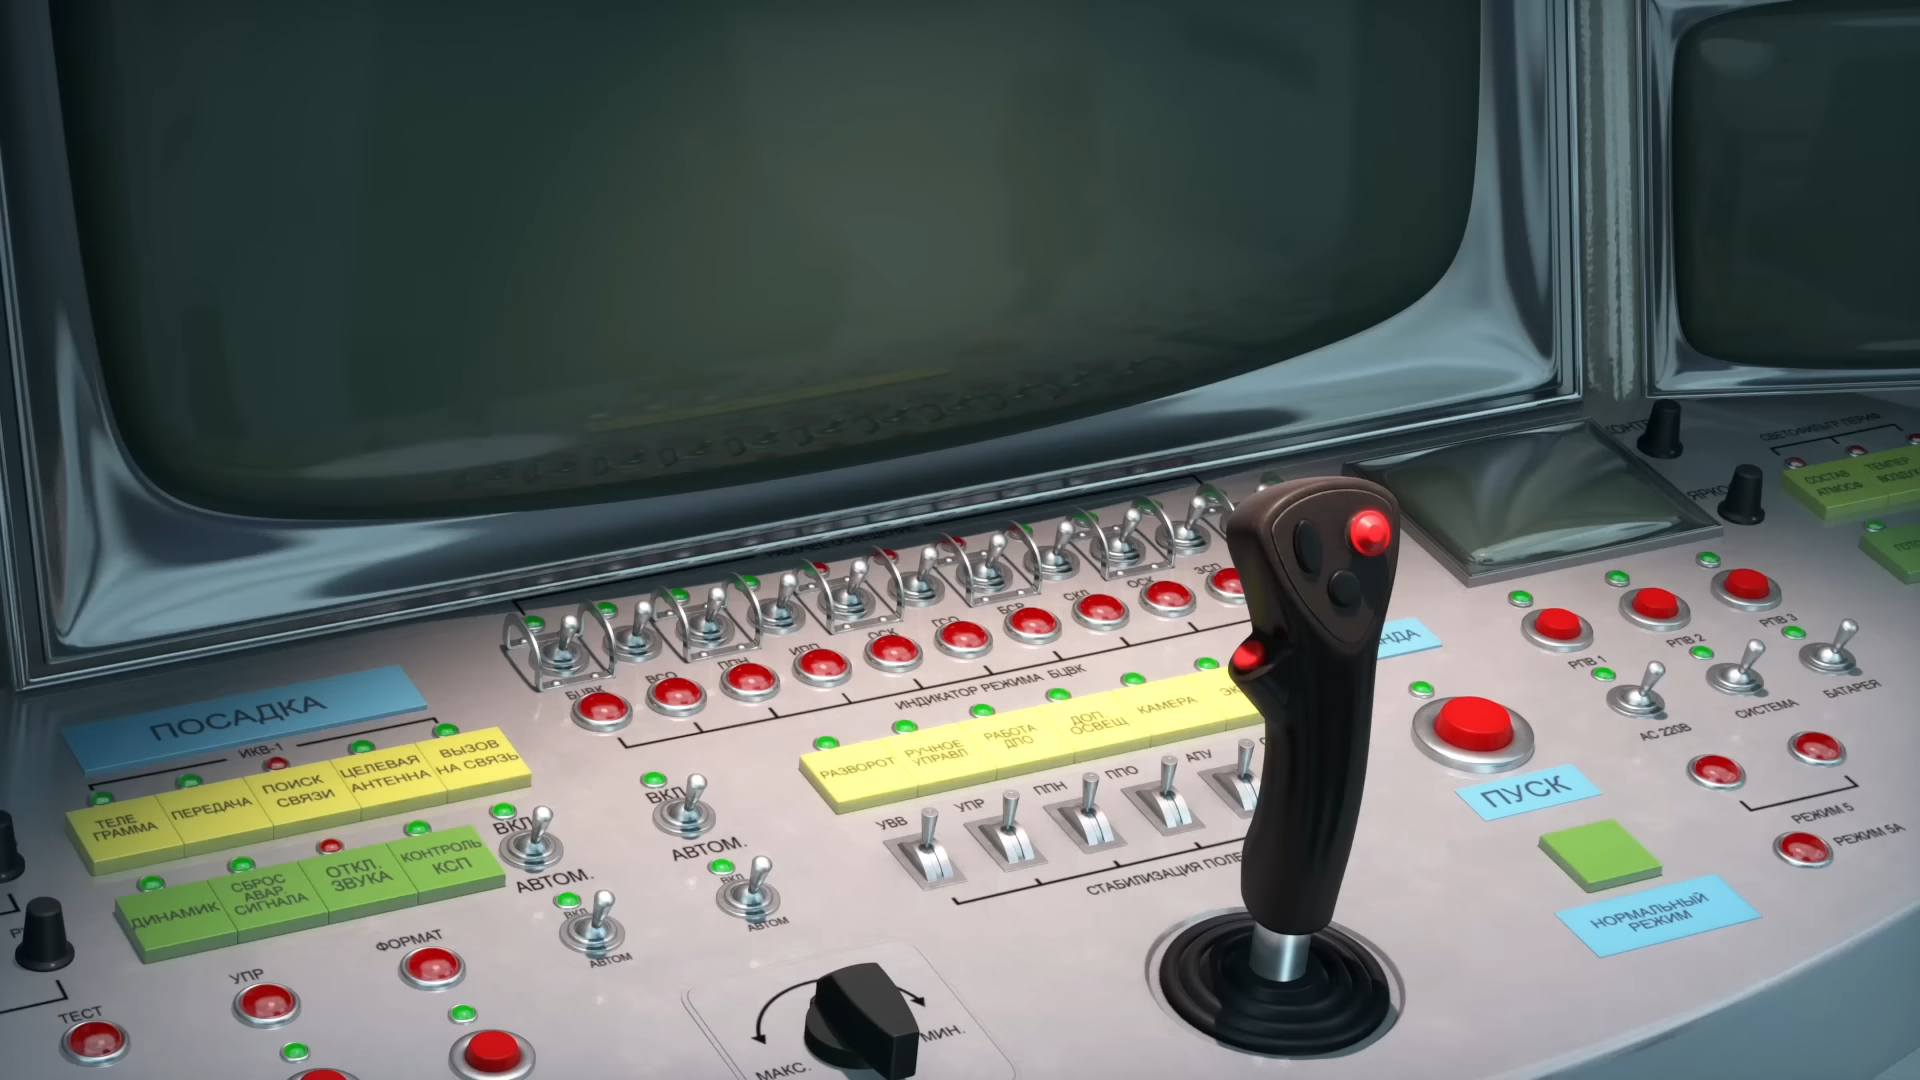 ПОСАДКА
ИКВ-1
ТЕЛЕ
ГРАММА
ПЕРЕДАЧА
ПОИСК
СВЯЗИ
ЦЕЛЕВАЯ
АНТЕННА
ВЫЗОВ
НА СВЯЗЬ
ДИНАМИК
СБРОС
АВАР
СИГНАЛА
ОТКЛ.
ЗВУКА
КОНТРОЛЬ
КСП
ВКЛ
АВТОМ.
ВКЛ
АВТОМ
ВКЛ
АВТОМ.
ВКЛ
АВТОМ
ФОРМАТ
УПР
ТЕСТ
МАКС.
МИН.
БЦВК
ВСО
ППН
ИПП
ОСК
ГСО
БСР
СКЛ
ОСК
ЗСП
ИНДИКАТОР РЕЖИМА БЦВК
РАЗВОРОТ
РУЧНОЕ
УПРАВЛ
РАБОТА
ДПО
ДОП
ОСВЕЩ
КАМЕРА
УВВ
УПР
ППН
ППО
АПУ
СТАБИЛИЗАЦИЯ
ПУСК
НОРМАЛЬНЫЙ
РЕЖИМ
РПВ 1
РПВ 2
РПВ 3
АС 220В
СИСТЕМА
БАТАРЕЯ
РЕЖИМ 5
РЕЖИМ 5А
СВЕТОФИЛЬТР ПЕРИФ
СОСТАВ
АТМОСФ